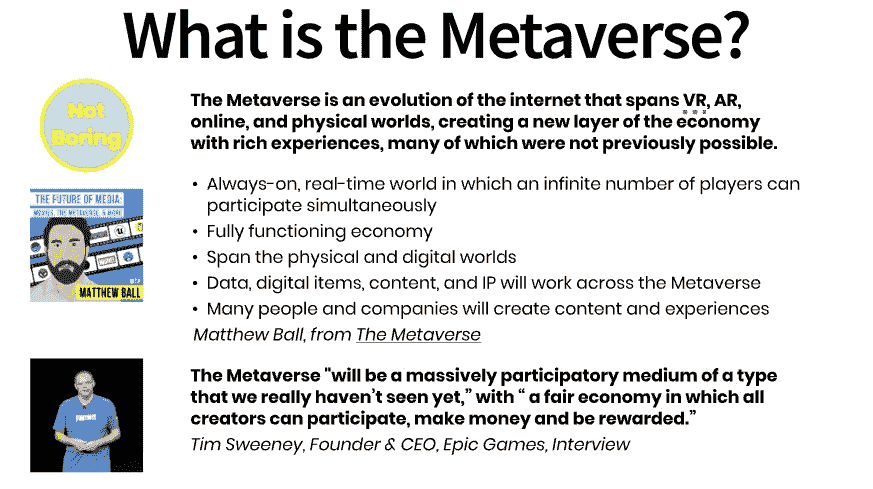 What is the Metaverse?
Not
Boring
The Metaverse is an evolution of the internet that spans VR, AR,
online, and physical worlds, creating a new layer of the economy
with rich experiences, many of which were not previously possible.
THE FUTURE OF MEDIA:
MOVIES, THE METAVERSE, & MORE
WITH
MATTHEW BALL
• Always-on, real-time world in which an infinite number of players can
participate simultaneously
• Fully functioning economy
• Span the physical and digital worlds
• Data, digital items, content, and IP will work across the Metaverse
• Many people and companies will create content and experiences
Matthew Ball, from The Metaverse
The Metaverse "will be a massively participatory medium of a type
that we really haven’t seen yet,” with “ a fair economy in which all
creators can participate, make money and be rewarded.”
Tim Sweeney, Founder & CEO, Epic Games, Interview